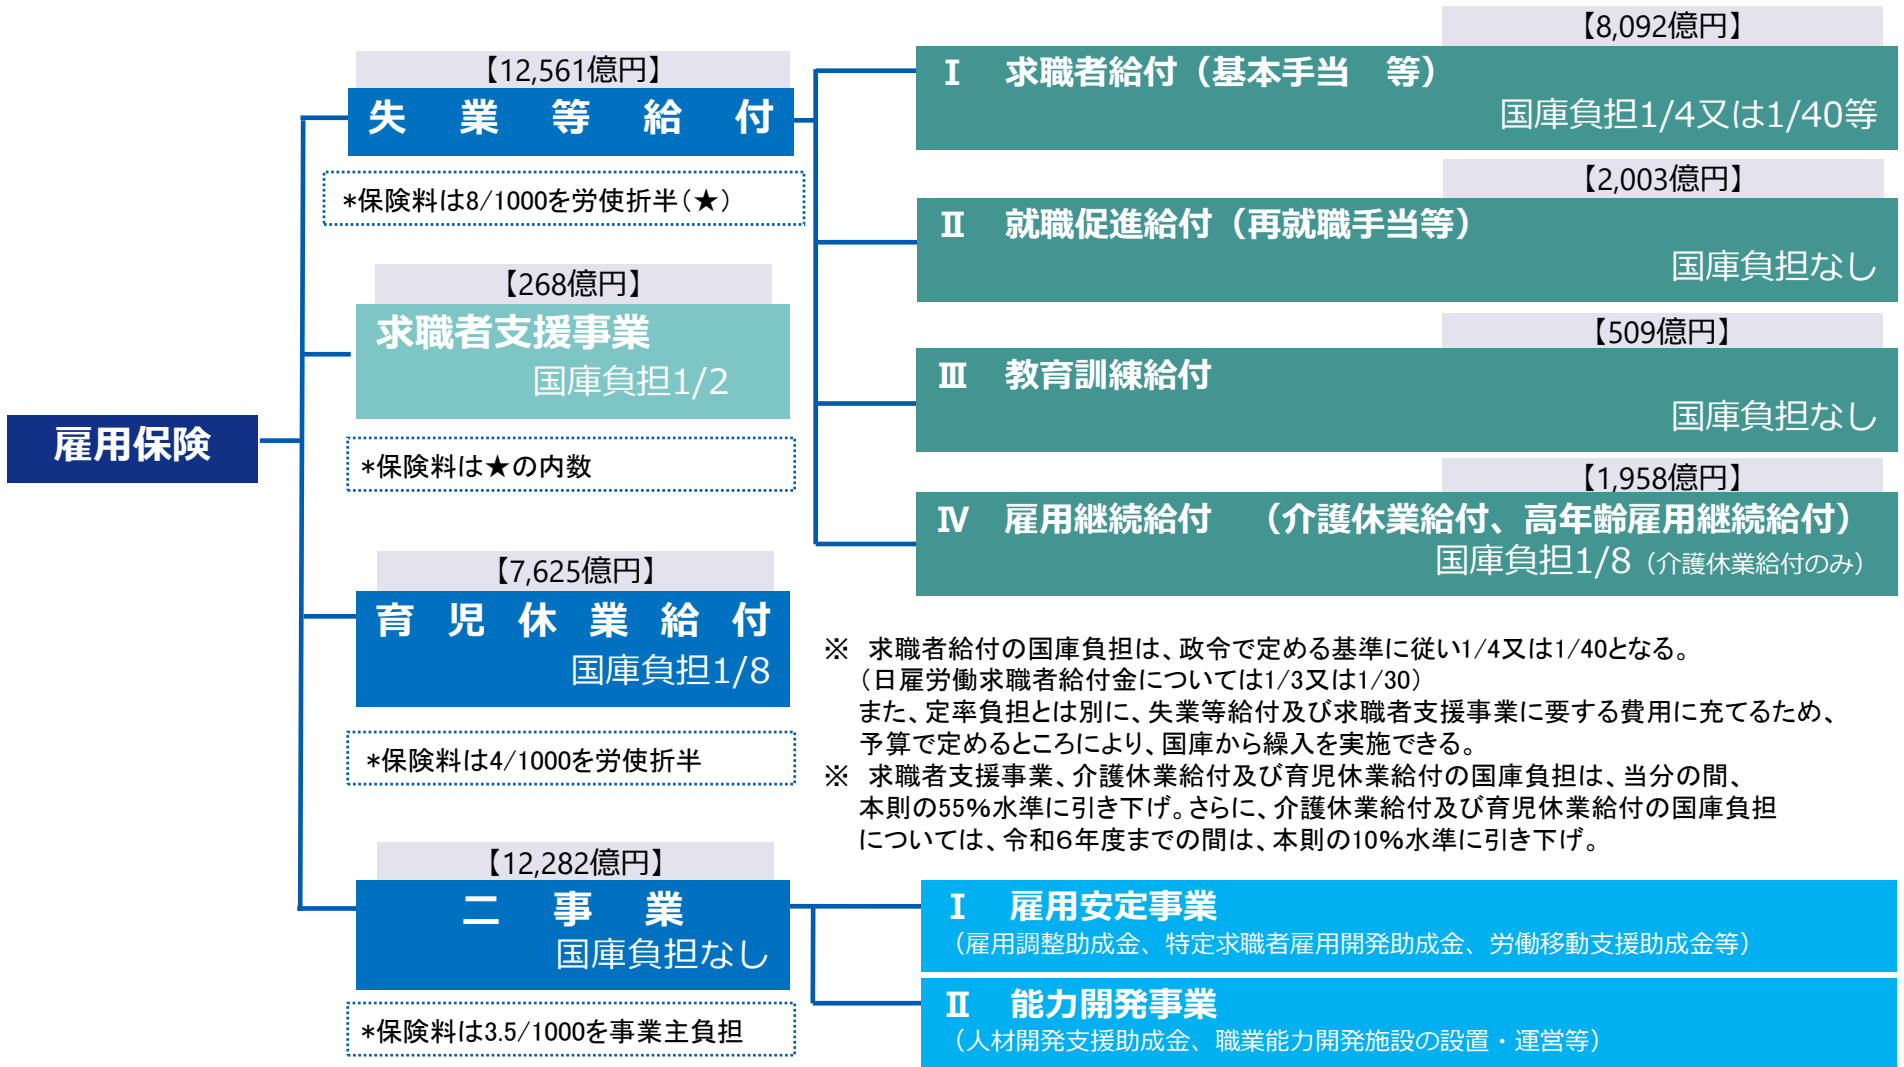 雇用保険
【12,561億円】
失業等給付
*保険料は8/1000を労使折半(★)
【268億円】
求職者支援事業
国庫負担1/2
*保険料は★の内数
【7,625億円】
育児休業給付
国庫負担1/8
*保険料は4/1000を労使折半
【12,282億円】
二事業
国庫負担なし
*保険料は3.5/1000を事業主負担
【8,092億円】
Ⅰ 求職者給付（基本手当 等）
国庫負担1/4又は1/40等
【2,003億円】
Ⅱ 就職促進給付（再就職手当等）
国庫負担なし
【509億円】
Ⅲ 教育訓練給付
国庫負担なし
【1,958億円】
Ⅳ 雇用継続給付 （介護休業給付、高年齢雇用継続給付）
国庫負担1/8（介護休業給付のみ）
※ 求職者給付の国庫負担は、政令で定める基準に従い1/4又は1/40となる。
（日雇労働求職者給付金については1/3又は1/30）
また、定率負担とは別に、失業等給付及び求職者支援事業に要する費用に充てるため、
予算で定めるところにより、国庫から繰入を実施できる。
※ 求職者支援事業、介護休業給付及び育児休業給付の国庫負担は、当分の間、
本則の55%水準に引き下げ。さらに、介護休業給付及び育児休業給付の国庫負担
については、令和６年度までの間は、本則の10%水準に引き下げ。
Ⅰ 雇用安定事業
（雇用調整助成金、特定求職者雇用開発助成金、労働移動支援助成金等）
Ⅱ 能力開発事業
（人材開発支援助成金、職業能力開発施設の設置・運営等）